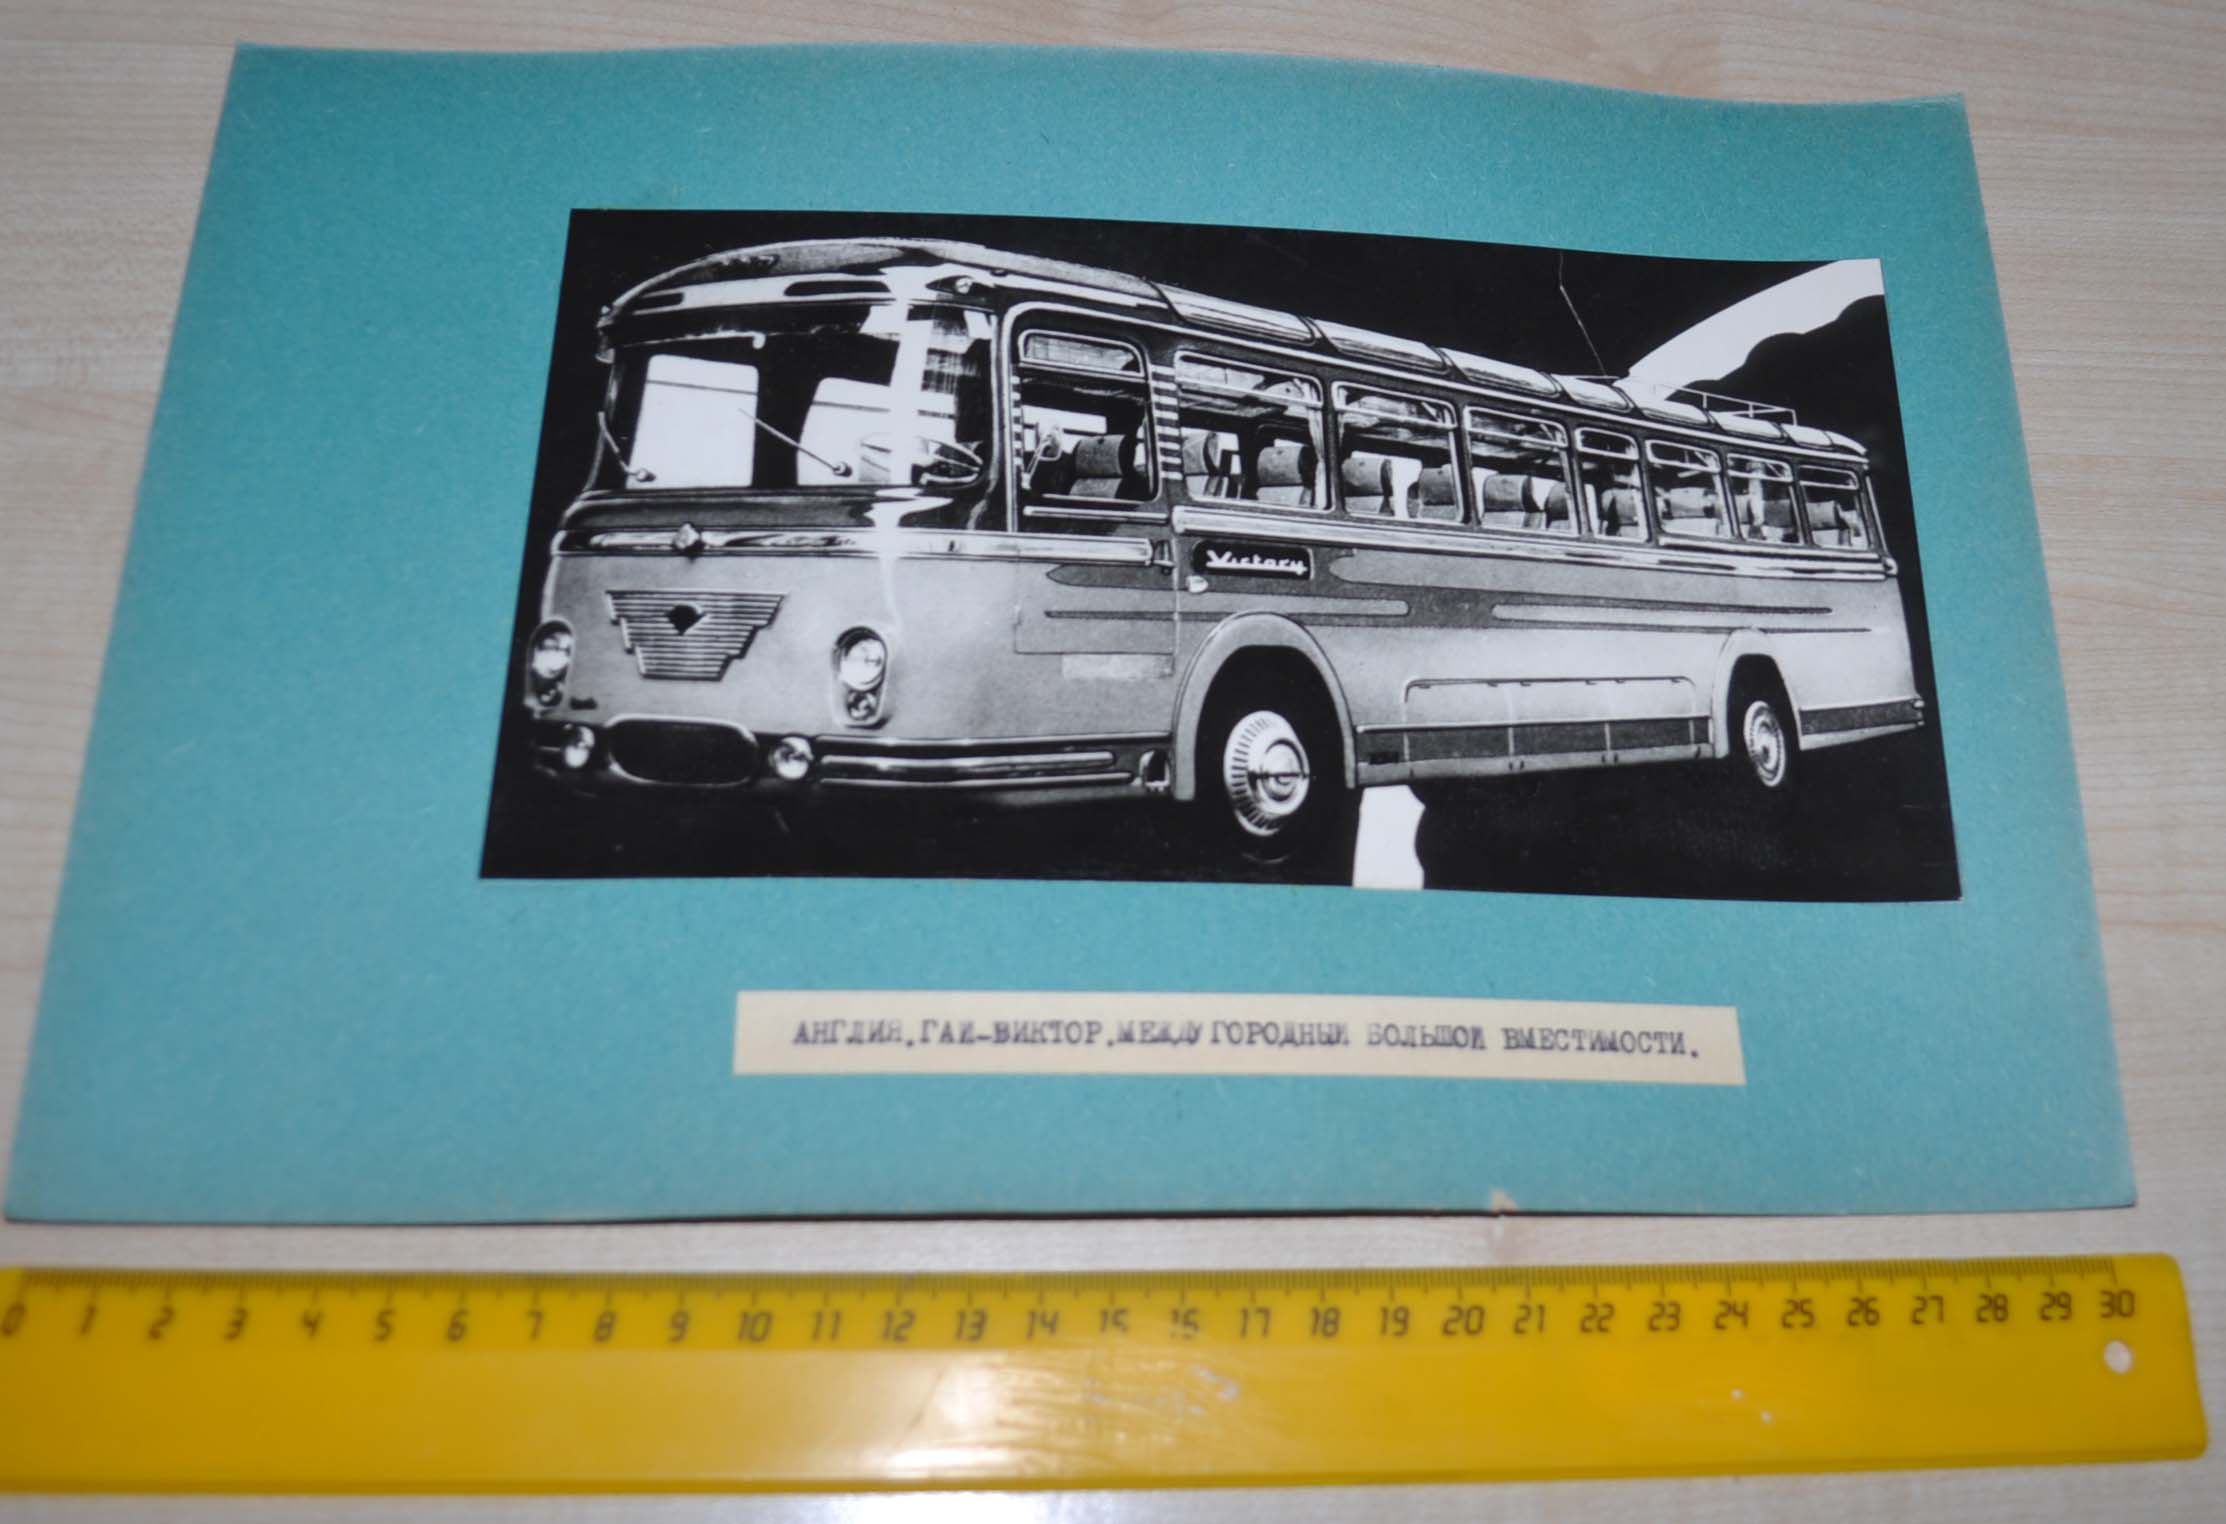 Victory
АНГЛИЯ.ГАИ-ВИКТОР.МЕЖДУГОРОДНЫЙ БОЛЬШОЙ ВМЕСТИМОСТИ.
0 1 2 3 4 5 6 7 8 9 10 11 12 13 14 15 16 17 18 19 20 21 22 23 24 25 26 27 28 29 30